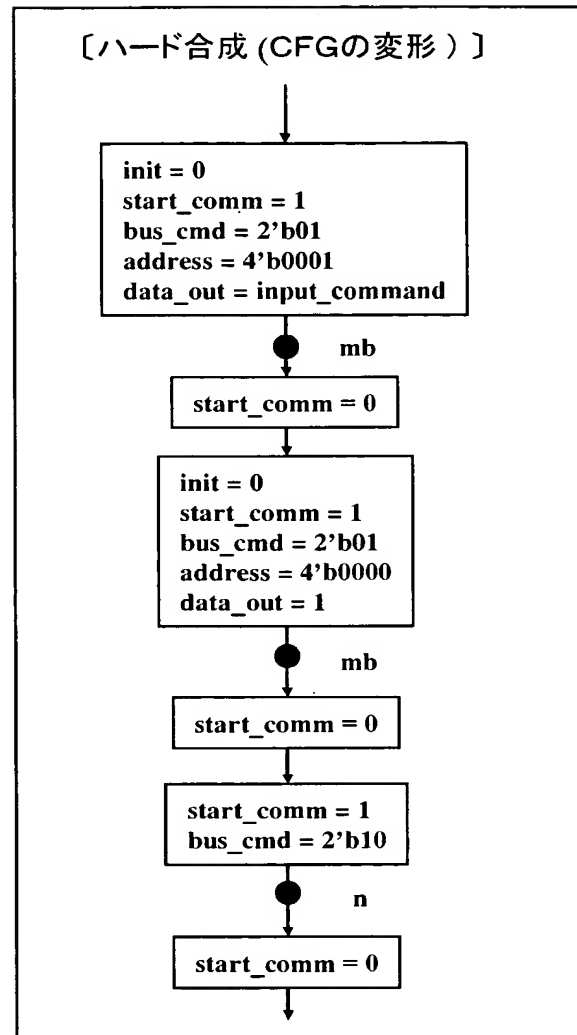 〔ハード合成 (CFGの変形 ) 〕
init = 0
start_comm = 1
bus_cmd = 2’b01
address = 4’b0001
data_out = input_command
mb
start_comm = 0
init = 0
start_comm = 1
bus_cmd = 2’b01
address = 4’b0000
data_out = 1
mb
start_comm = 0
start_comm = 1
bus_cmd = 2’b10
n
start_comm = 0